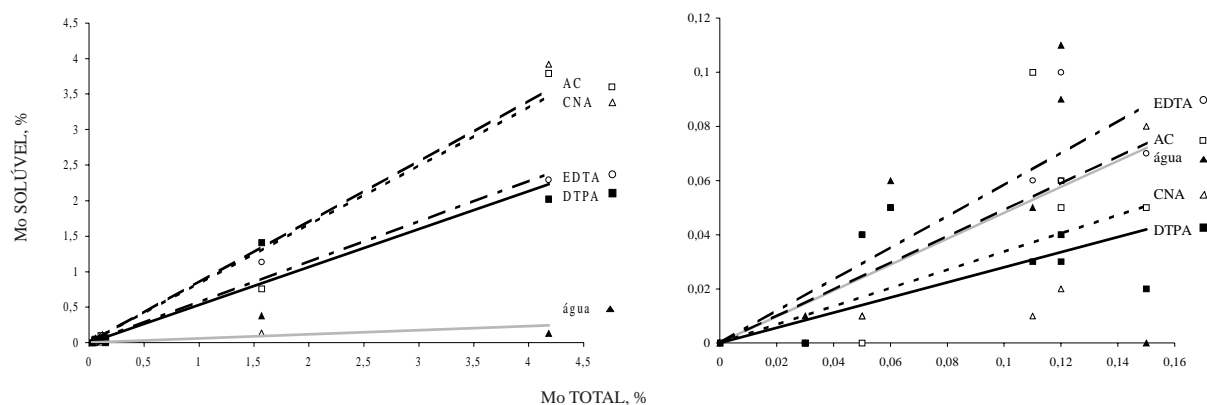 Mo SOLÚVEL, %
4,5
4
3,5
3
2,5
2
1,5
1
0,5
0
0 0,5 1 1,5 2 2,5 3 3,5 4 4,5
AC
CNA
EDTA
DTPA
água
0,12
0,1
0,08
0,06
0,04
0,02
0
0 0,02 0,04 0,06 0,08 0,1 0,12 0,14 0,16
EDTA
AC
água
CNA
DTPA
Mo TOTAL, %